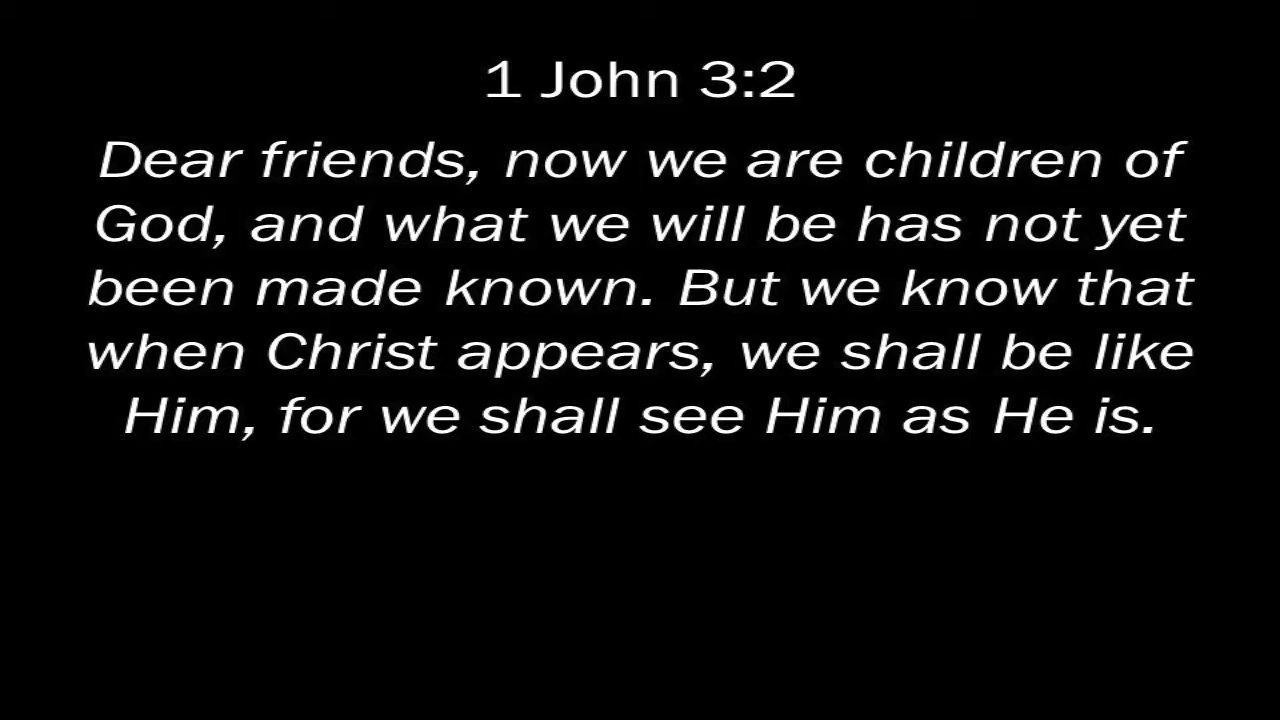 1 John 3:2
Dear friends, now we are children of
God, and what we will be has not yet
been made known. But we know that
when Christ appears, we shall be like
Him, for we shall see Him as He is.